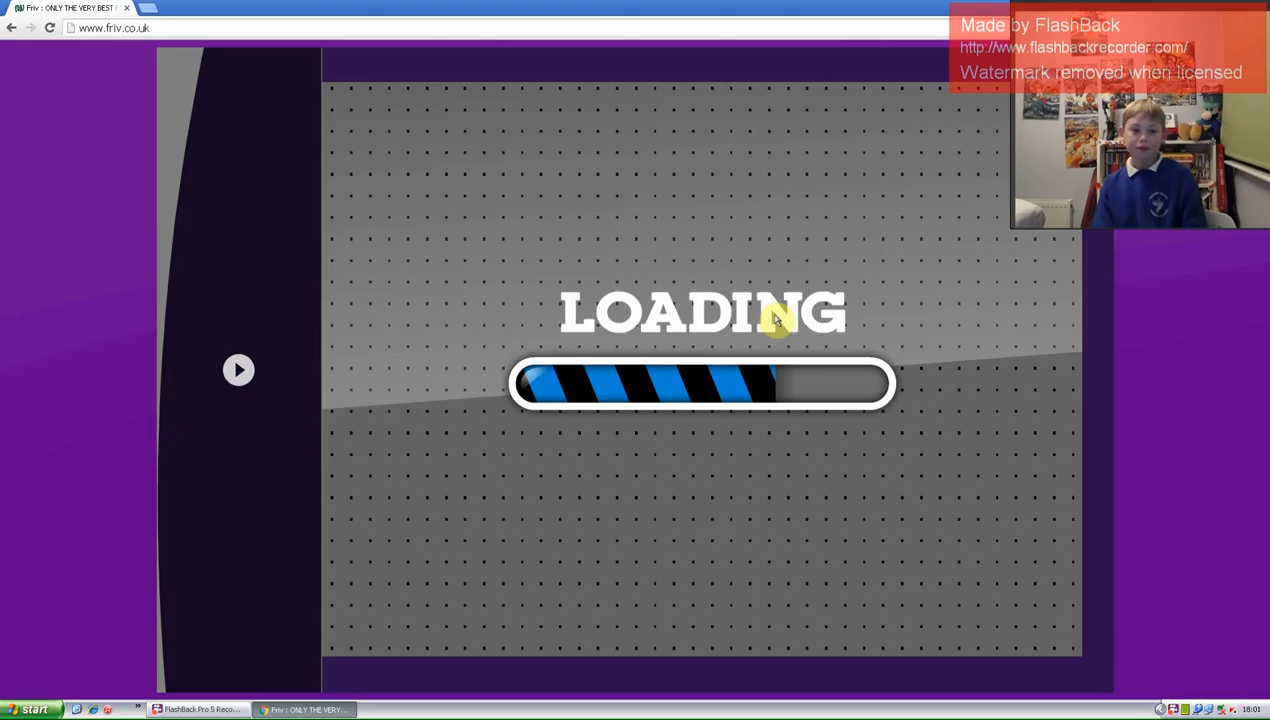 Friv : ONLY THE VERY BEST F
www.friv.co.uk
Made by FlashBack
http://www.flashbackrecorder.com/
Watermark removed when licensed
LOADING
start
FlashBack Pro 5 Reco...
Friv : ONLY THE VERY...
18:01